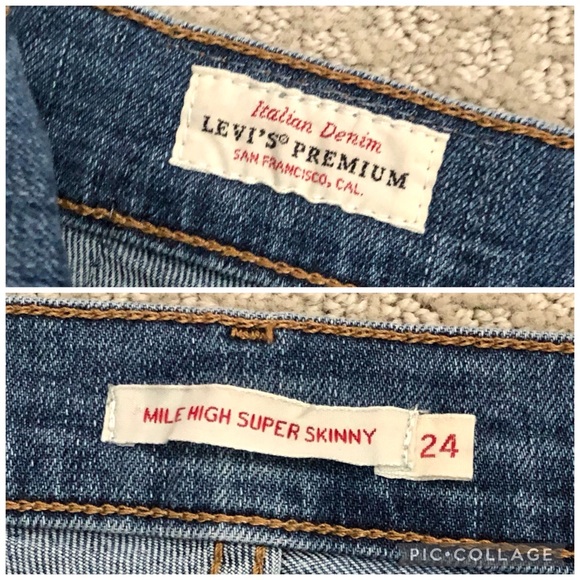 Italian Denim
LEVI'S® PREMIUM
SAN FRANCISCO, CAL.
MILE HIGH SUPER SKINNY
24
PIC•COLLAGE